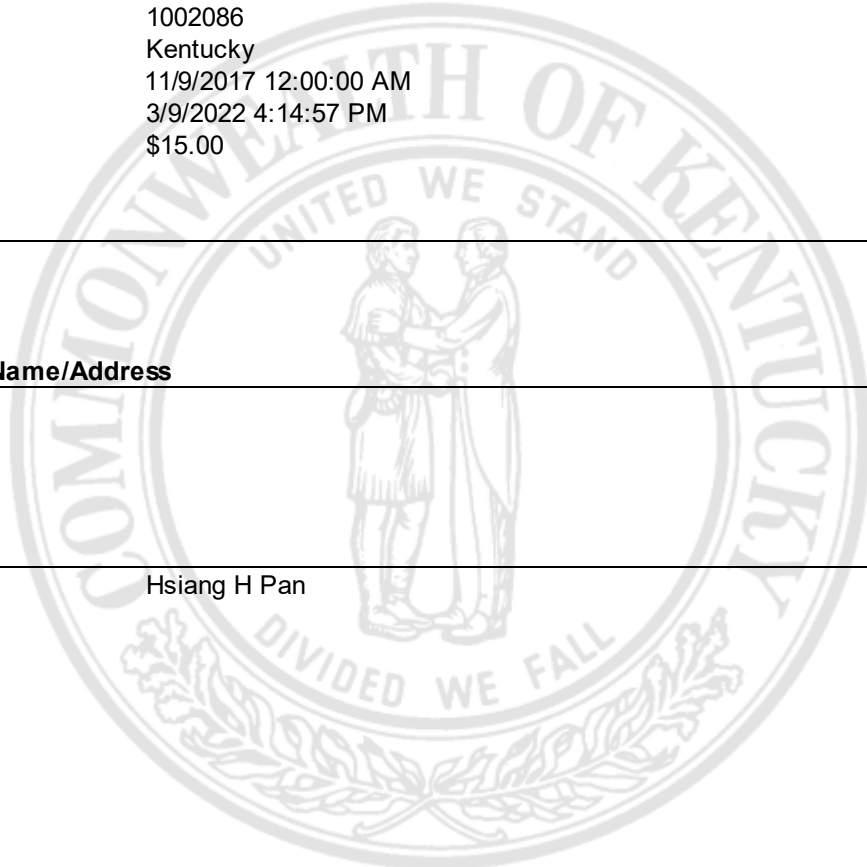 1002086
Kentucky
11/9/2017 12:00:00 AM
3/9/2022 4:14:57 PM
$15.00
COMMONWEALTH OF KENTUCKY
UNITED WE STAND
Name/Address
Hsiang H Pan
DIVIDED WE FALL